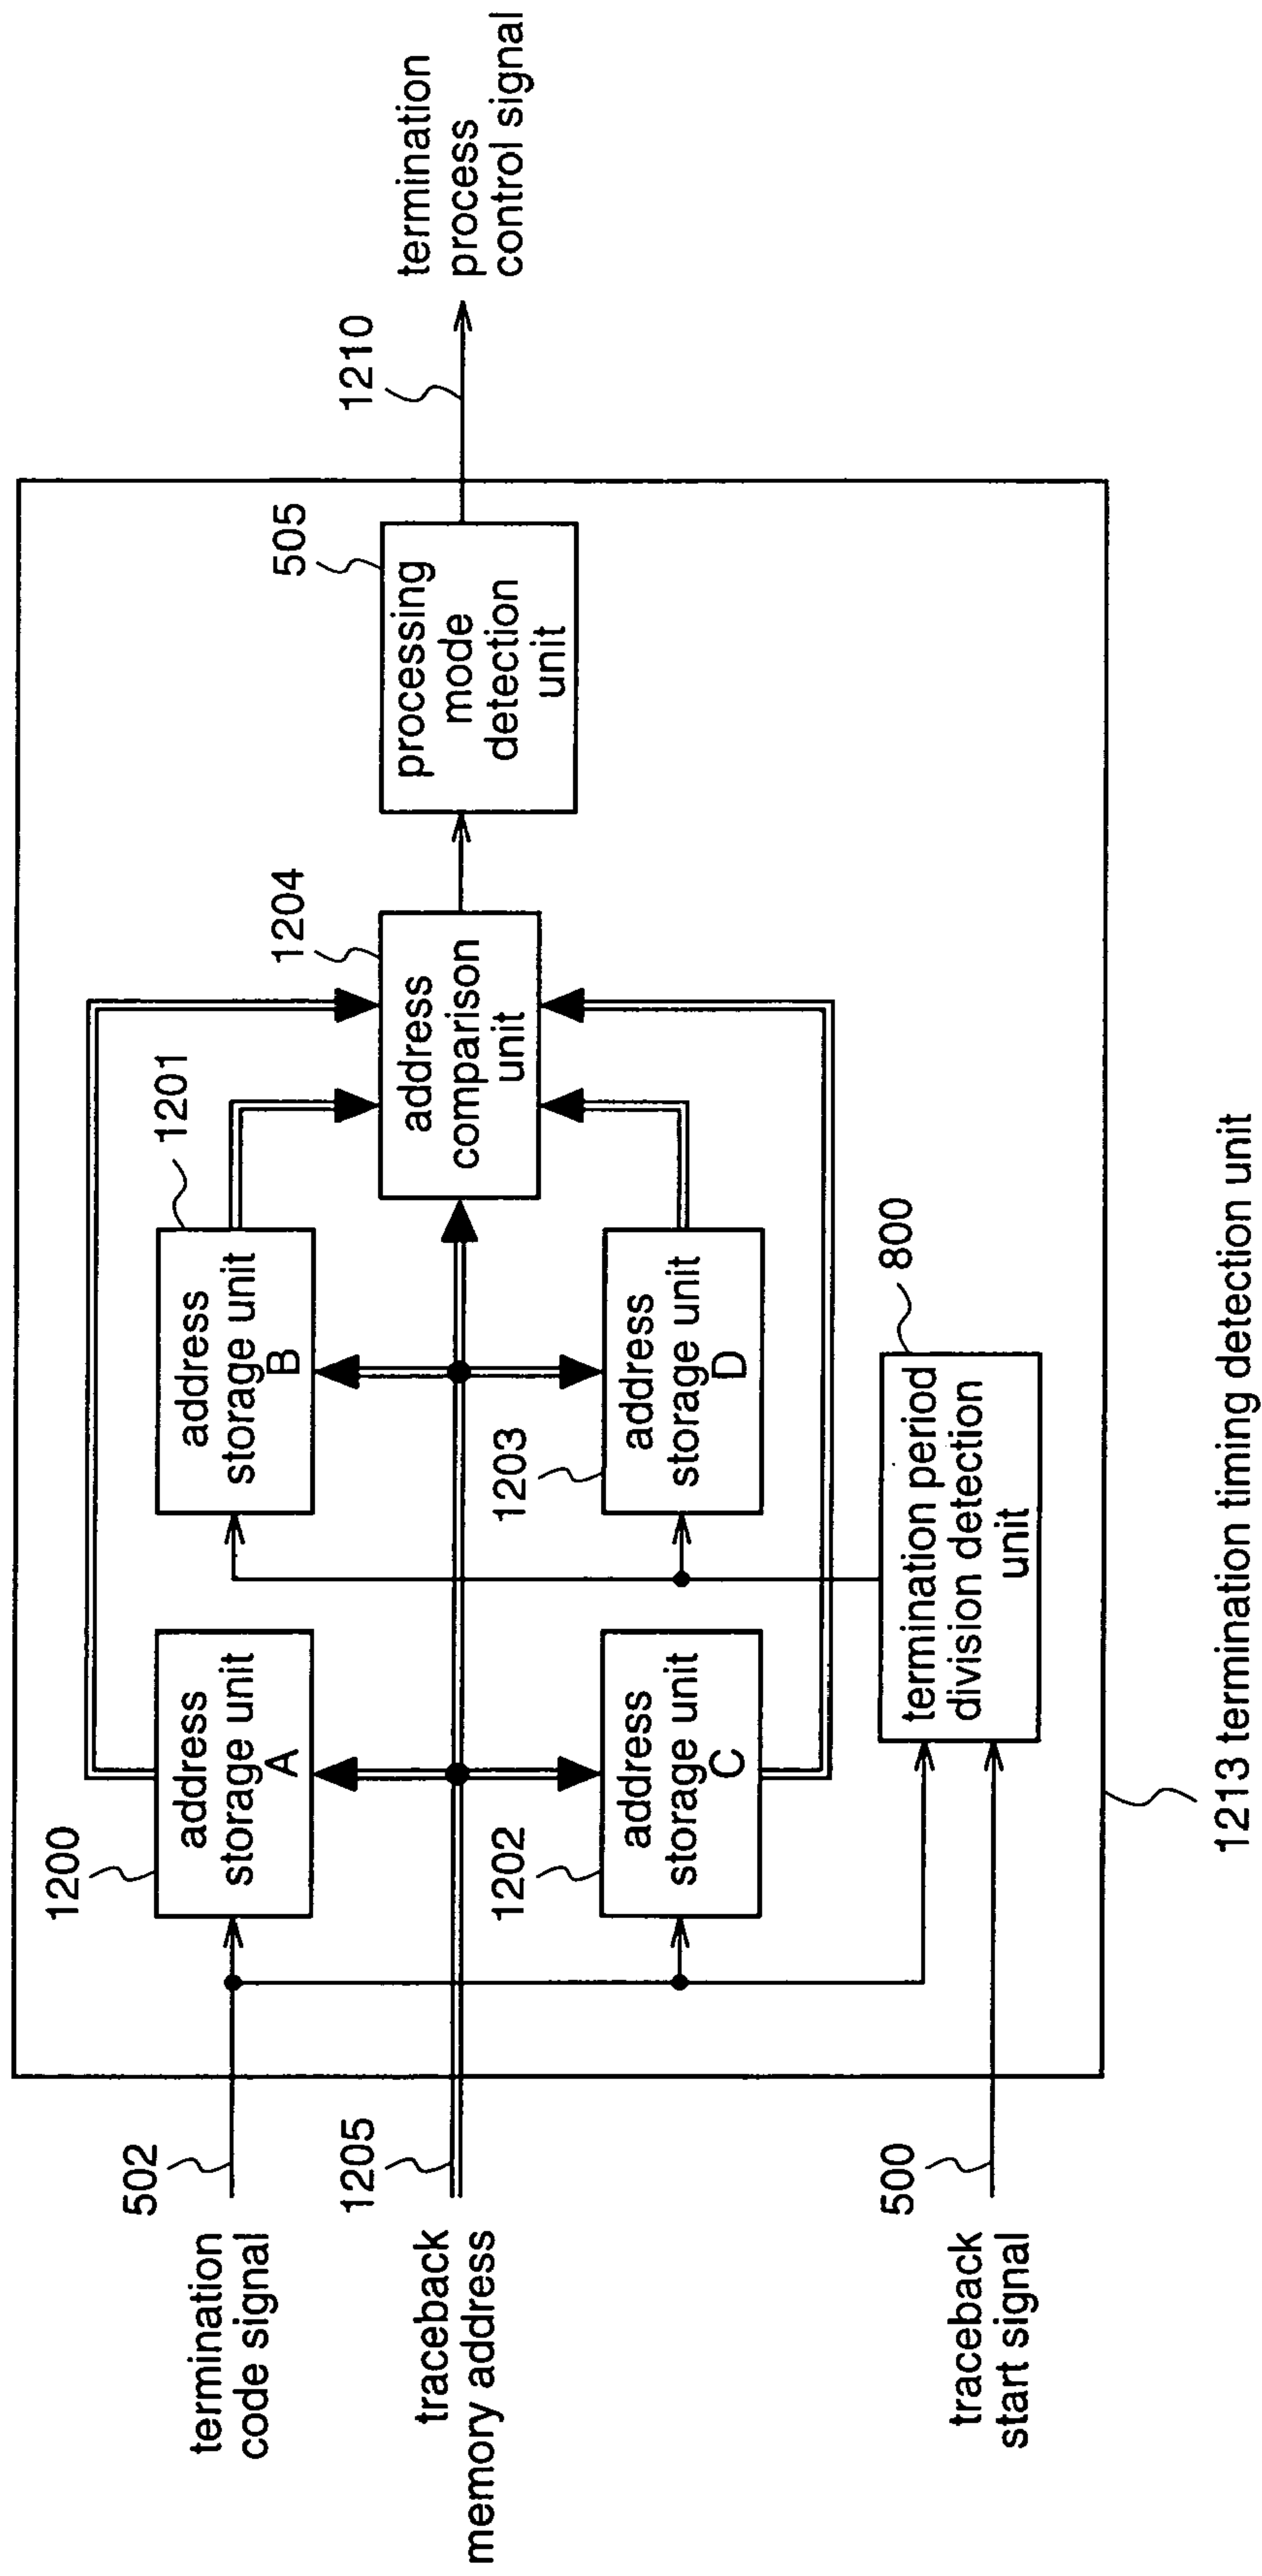 termination
code signal
502
traceback
memory address
1205
traceback
start signal
500
1200
address
storage unit
A
1201
address
storage unit
B
1202
address
storage unit
C
1203
address
storage unit
D
800
termination period
division detection
unit
1204
address
comparison
unit
505
processing
mode
detection
unit
1210
termination
process
control signal
1213 termination timing detection unit